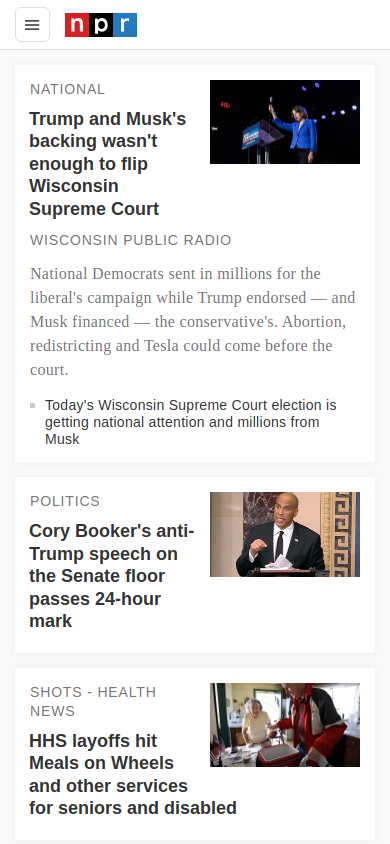 npr
NATIONAL
Trump and Musk's
backing wasn't
enough to flip
Wisconsin
Supreme Court
WISCONSIN PUBLIC RADIO
National Democrats sent in millions for the
liberal's campaign while Trump endorsed — and
Musk financed — the conservative's. Abortion,
redistricting and Tesla could come before the
court.
Today's Wisconsin Supreme Court election is
getting national attention and millions from
Musk
POLITICS
Cory Booker's anti-
Trump speech on
the Senate floor
passes 24-hour
mark
SHOTS - HEALTH
NEWS
HHS layoffs hit
Meals on Wheels
and other services
for seniors and disabled